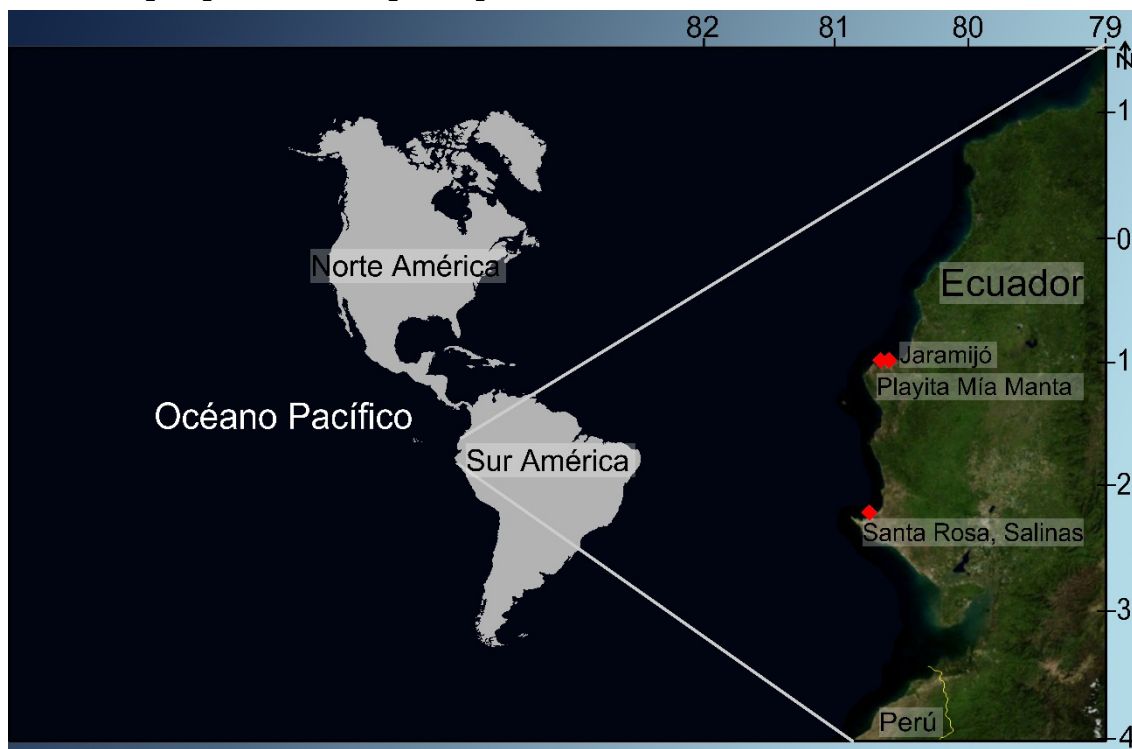 82 81 80 79
N
-1
Norte América
-0
Ecuador
Jaramijó
-1
Playita Mía Manta
Océano Pacífico
Sur América
-2
Santa Rosa, Salinas
-3
Perú
-4